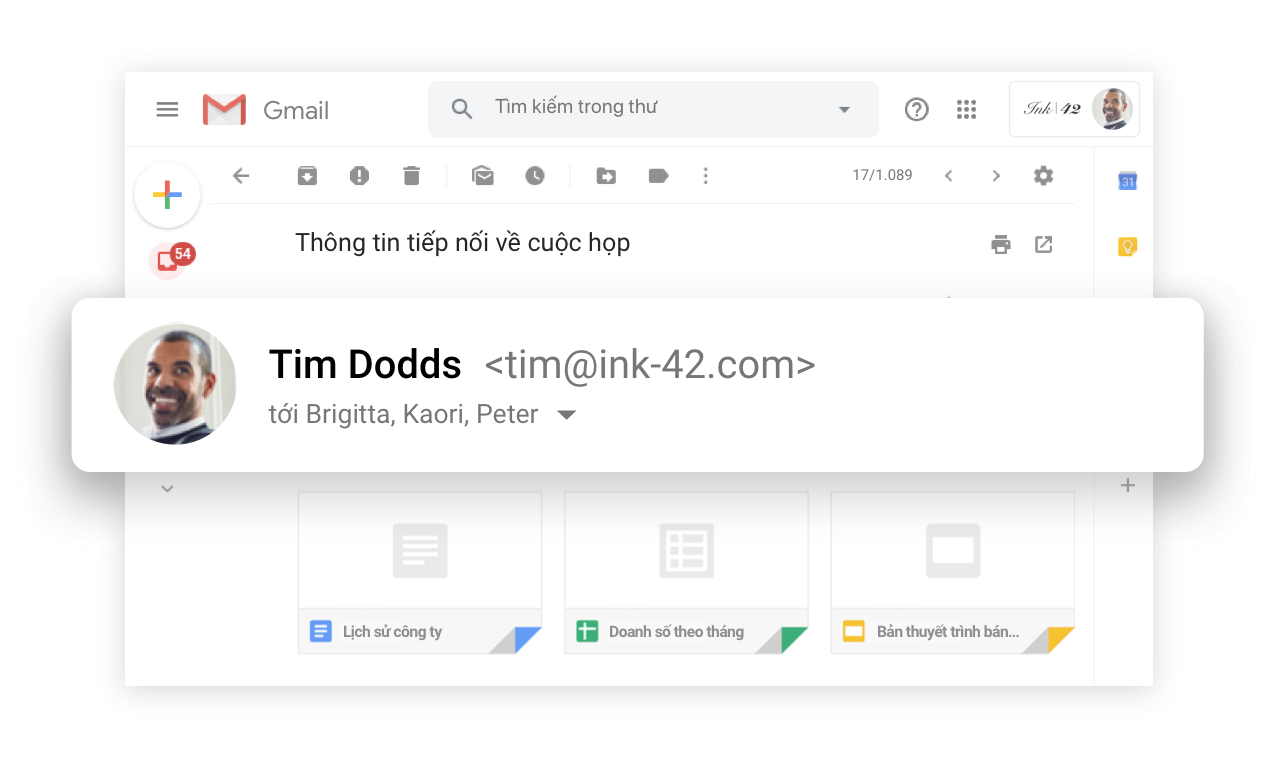 Gmail
Tìm kiếm trong thư
Ink 42
17/1.089
31
Thông tin tiếp nối về cuộc họp
54
Tim Dodds <tim@ink-42.com>
tới Brigitta, Kaori, Peter
Lịch sử công ty
Doanh số theo tháng
Bản thuyết trình bán...